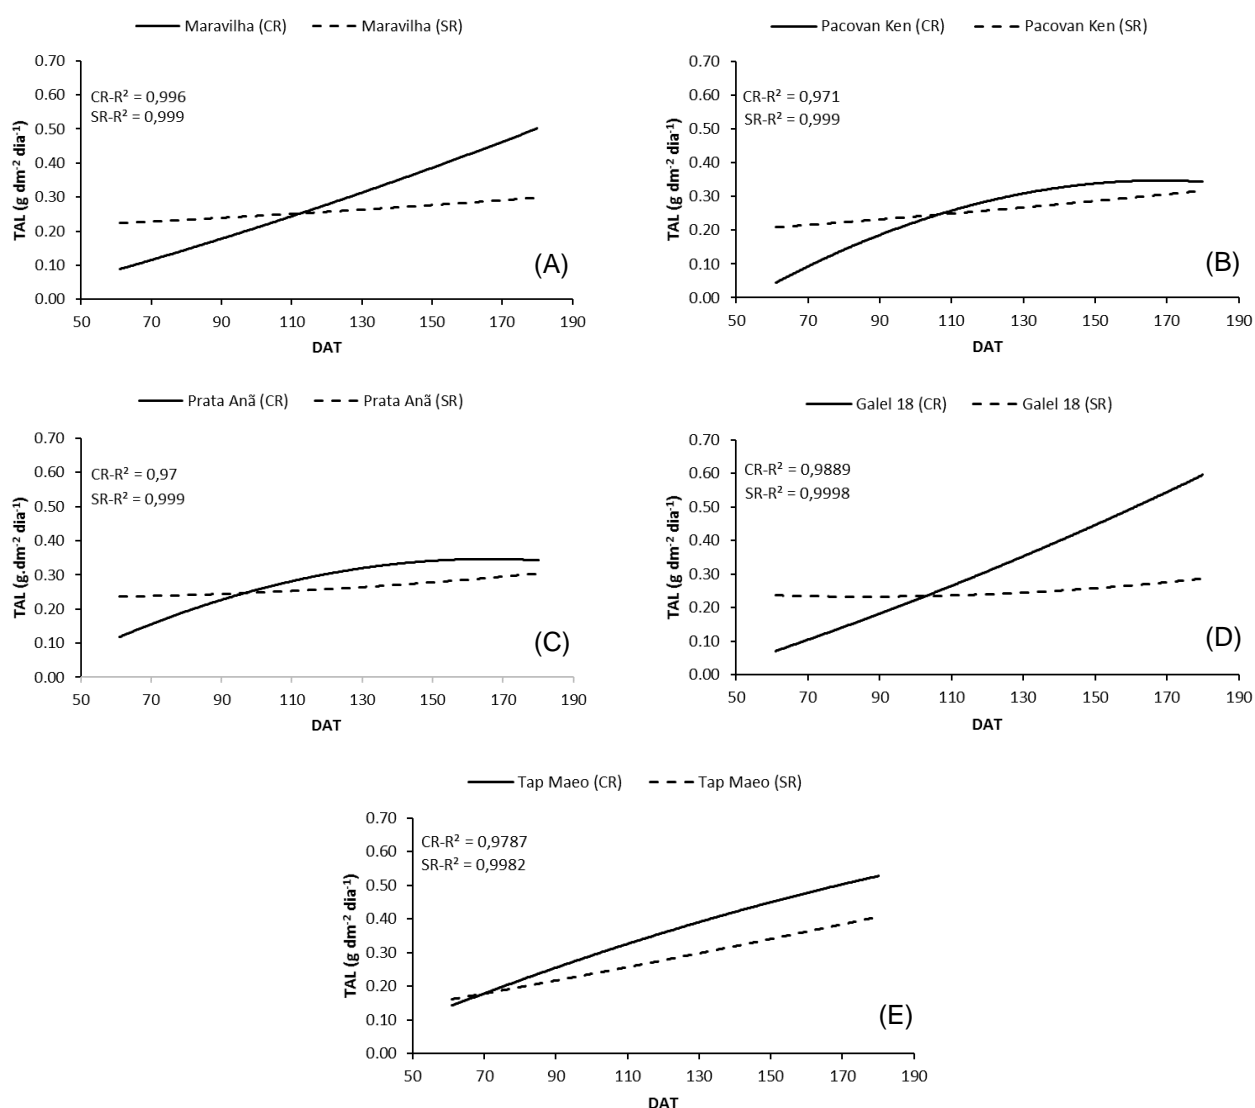 Maravilha (CR) Maravilha (SR)
0.70
0.60
0.50
0.40
0.30
0.20
0.10
0.00
TAL (g dm⁻² dia⁻¹)
CR-R² = 0,996
SR-R² = 0,999
(A)
50 70 90 110 130 150 170 190
DAT
Pacovan Ken (CR) Pacovan Ken (SR)
0.70
0.60
0.50
0.40
0.30
0.20
0.10
0.00
TAL (g dm⁻² dia⁻¹)
CR-R² = 0,971
SR-R² = 0,999
(B)
50 70 90 110 130 150 170 190
DAT
Prata Anã (CR) Prata Anã (SR)
0.70
0.60
0.50
0.40
0.30
0.20
0.10
0.00
TAL (g.dm⁻² dia⁻¹)
CR-R² = 0,97
SR-R² = 0,999
(C)
50 70 90 110 130 150 170 190
DAT
Galel 18 (CR) Galel 18 (SR)
0.70
0.60
0.50
0.40
0.30
0.20
0.10
0.00
TAL (g dm⁻² dia⁻¹)
CR-R² = 0,9889
SR-R² = 0,9998
(D)
50 70 90 110 130 150 170 190
DAT
Tap Maeo (CR) Tap Maeo (SR)
0.70
0.60
0.50
0.40
0.30
0.20
0.10
0.00
TAL (g dm⁻² dia⁻¹)
CR-R² = 0,9787
SR-R² = 0,9982
(E)
50 70 90 110 130 150 170 190
DAT